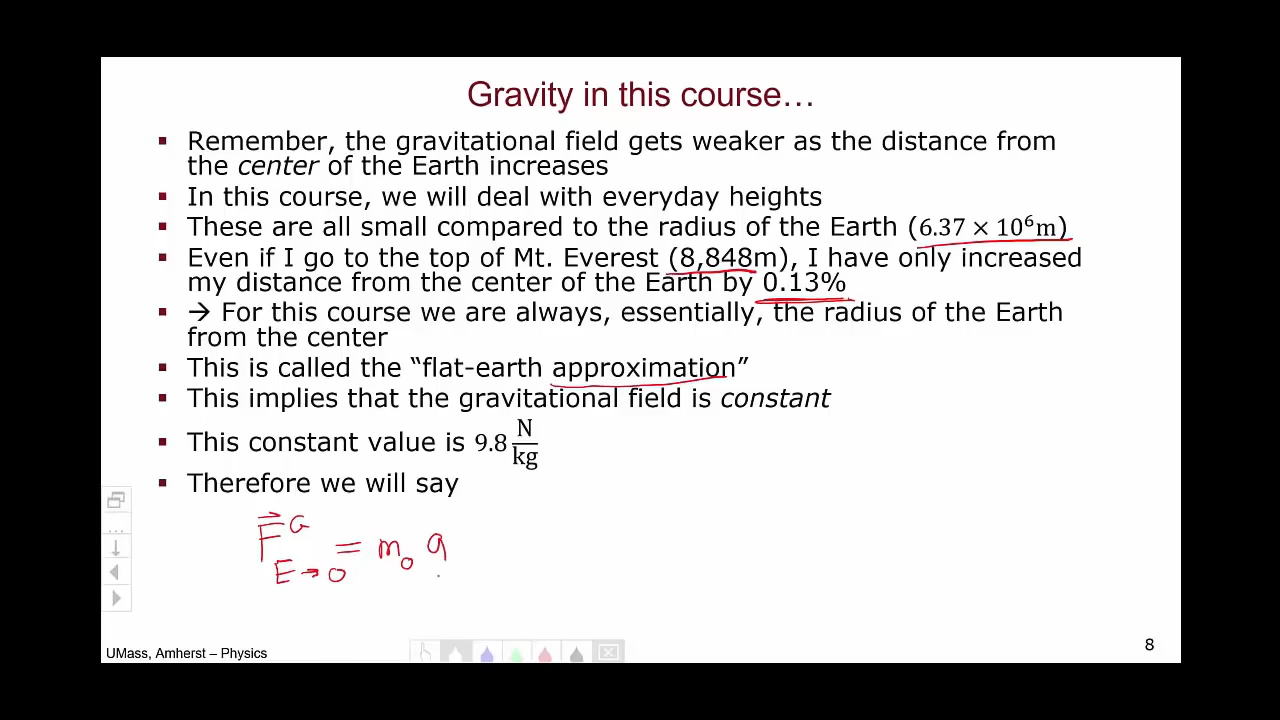 Gravity in this course…
▪ Remember, the gravitational field gets weaker as the distance from
the center of the Earth increases
▪ In this course, we will deal with everyday heights
▪ These are all small compared to the radius of the Earth (6.37 × 10⁶m)
▪ Even if I go to the top of Mt. Everest (8,848m), I have only increased
my distance from the center of the Earth by 0.13%
▪ → For this course we are always, essentially, the radius of the Earth
from the center
▪ This is called the “flat-earth approximation”
▪ This implies that the gravitational field is constant
▪ This constant value is 9.8 N/kg
▪ Therefore we will say
F⃗ᴳ E→O = m₀ g
UMass, Amherst – Physics
8